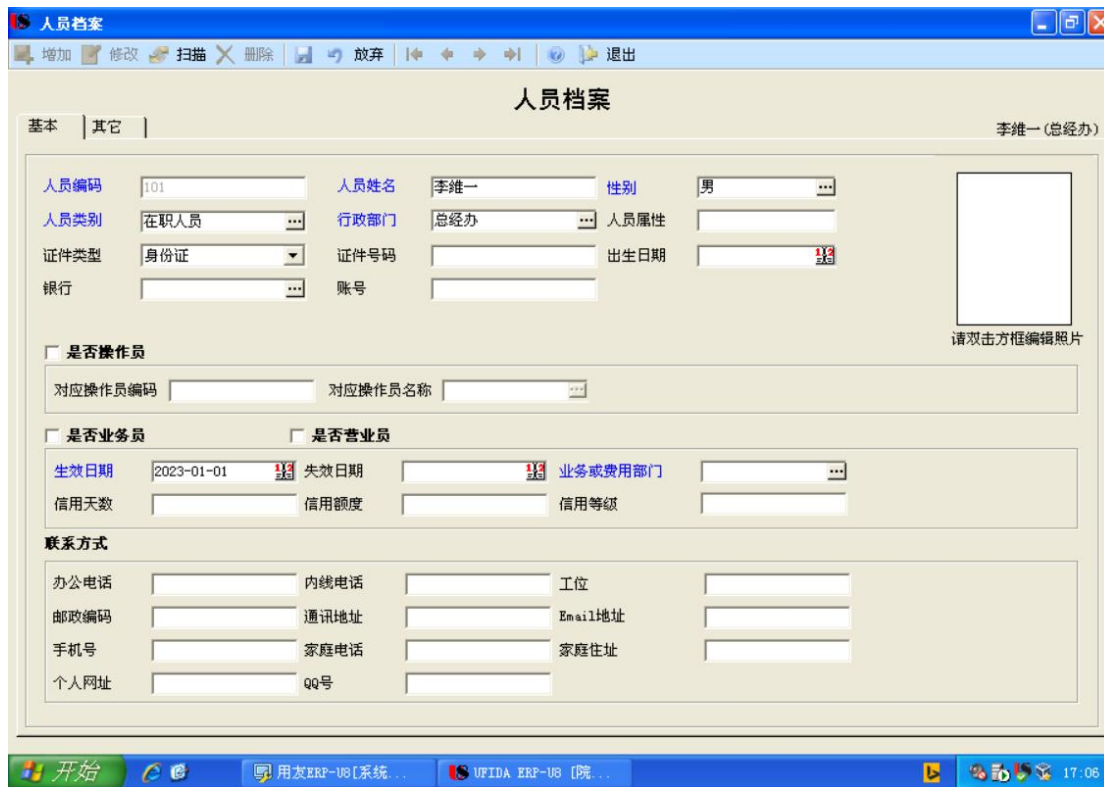 人员档案
增加 修改 扫描 删除 放弃 退出
人员档案
基本 其它 李维一(总经办)
人员编码 101 人员姓名 李维一 性别 男
人员类别 在职人员 行政部门 总经办 人员属性
证件类型 身份证 证件号码 出生日期
银行 账号
请双击方框编辑照片
是否操作员
对应操作员编码 对应操作员名称
是否业务员 是否营业员
生效日期 2023-01-01 失效日期 业务或费用部门
信用天数 信用额度 信用等级
联系方式
办公电话 内线电话 工位
邮政编码 通讯地址 Email地址
手机号 家庭电话 家庭住址
个人网址 QQ号
开始 用友ERP-U8[系统... UFIDA ERP-U8 [院... 17:06